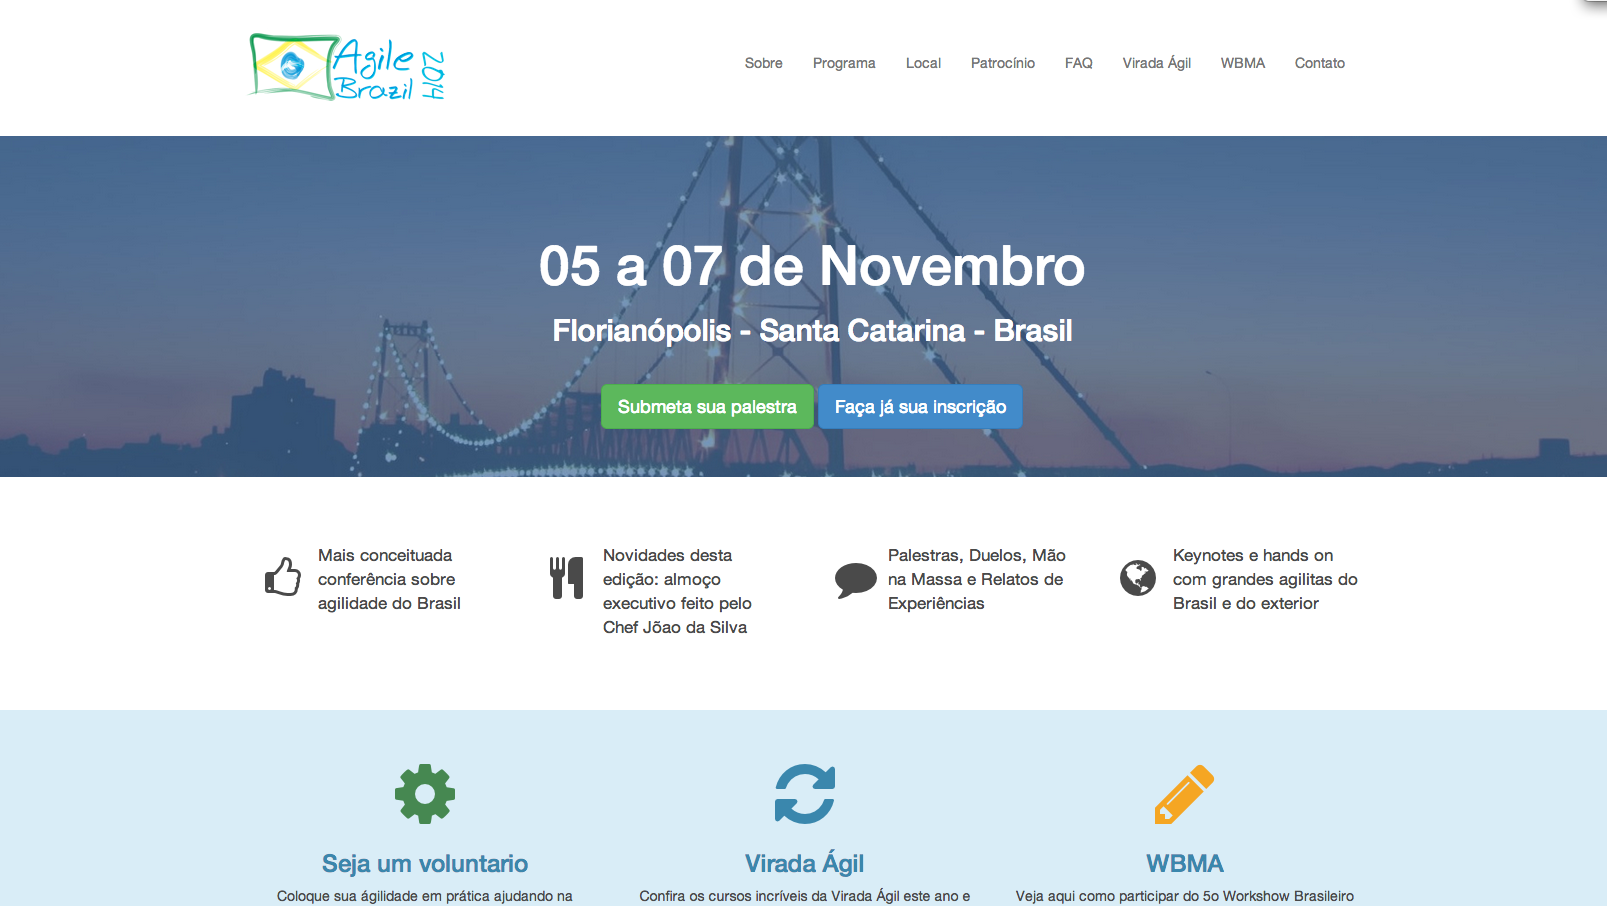 Agile
Brazil
2014
Sobre Programa Local Patrocínio FAQ Virada Ágil WBMA Contato
05 a 07 de Novembro
Florianópolis - Santa Catarina - Brasil
Submeta sua palestra Faça já sua inscrição
Mais conceituada
conferência sobre
agilidade do Brasil
Novidades desta
edição: almoço
executivo feito pelo
Chef Jõao da Silva
Palestras, Duelos, Mão
na Massa e Relatos de
Experiências
Keynotes e hands on
com grandes agilitas do
Brasil e do exterior
Seja um voluntario
Coloque sua ágilidade em prática ajudando na
Virada Ágil
Confira os cursos incríveis da Virada Ágil este ano e
WBMA
Veja aqui como participar do 5o Workshow Brasileiro